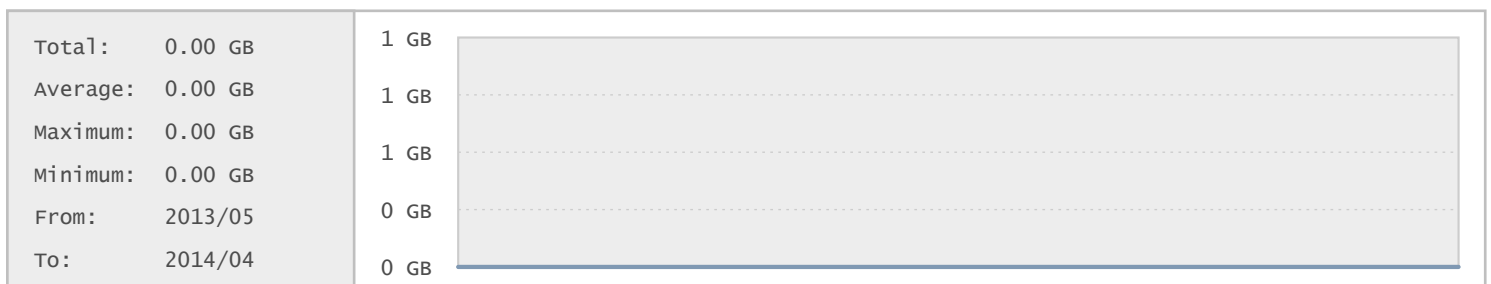 Total: 0.00 GB
Average: 0.00 GB
Maximum: 0.00 GB
Minimum: 0.00 GB
From: 2013/05
To: 2014/04
1 GB
1 GB
1 GB
0 GB
0 GB